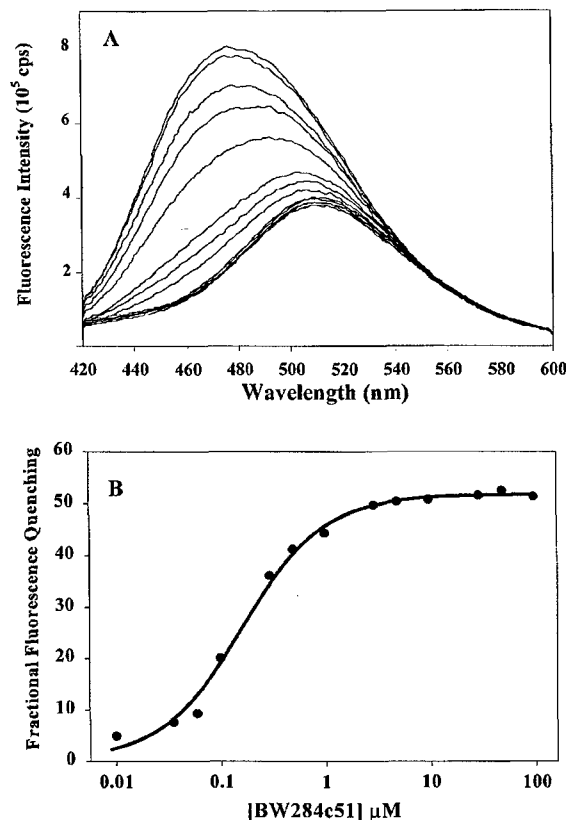 A
Fluorescence Intensity (10⁵ cps)
8
6
4
2
420 440 460 480 500 520 540 560 580 600
Wavelength (nm)
B
Fractional Fluorescence Quenching
60
50
40
30
20
10
0
0.01 0.1 1 10 100
[BW284c51] μM